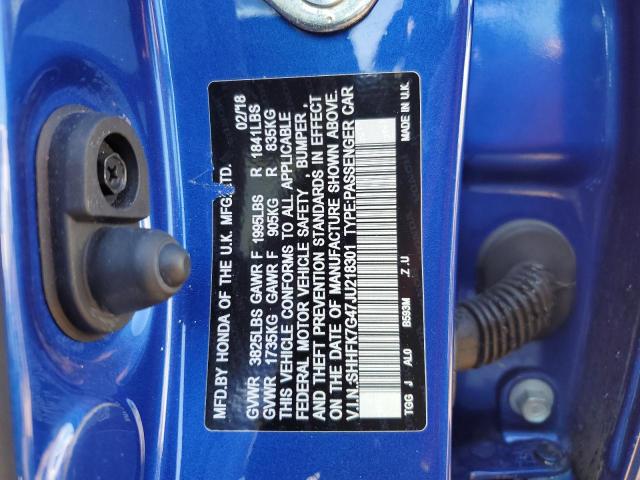 MFD.BY HONDA OF THE U.K. MFG.,LTD. 02/18
GVWR 3825LBS GAWR F 1995LBS R 1841LBS
GVWR 1735KG GAWR F 905KG R 835KG
THIS VEHICLE CONFORMS TO ALL APPLICABLE
FEDERAL MOTOR VEHICLE SAFETY, BUMPER,
AND THEFT PREVENTION STANDARDS IN EFFECT
ON THE DATE OF MANUFACTURE SHOWN ABOVE.
V.I.N.:SHHFK7G47JU218301 TYPE:PASSENGER CAR
TGG J AL0 B593M .Z.U MADE IN U.K.